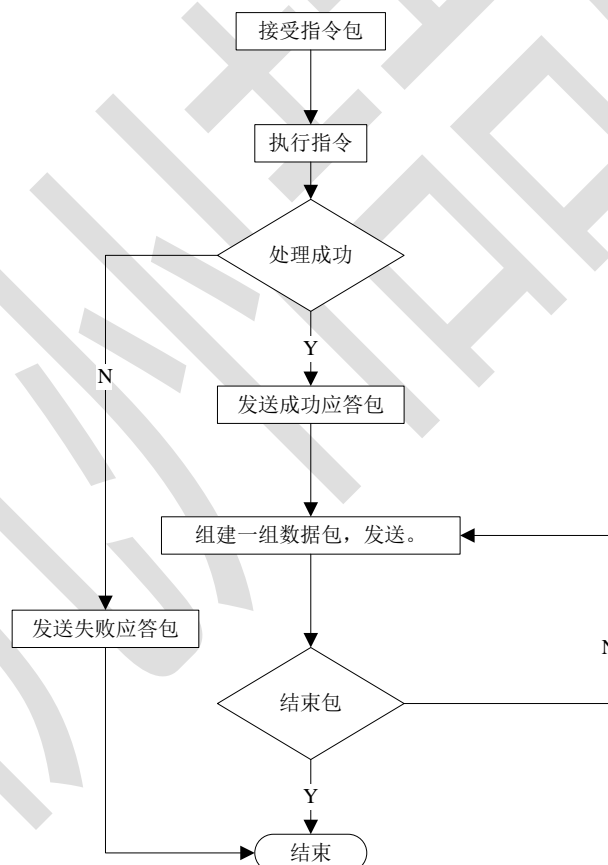 接受指令包
执行指令
处理成功
N
Y
发送成功应答包
组建一组数据包，发送。
发送失败应答包
N
结束包
Y
结束